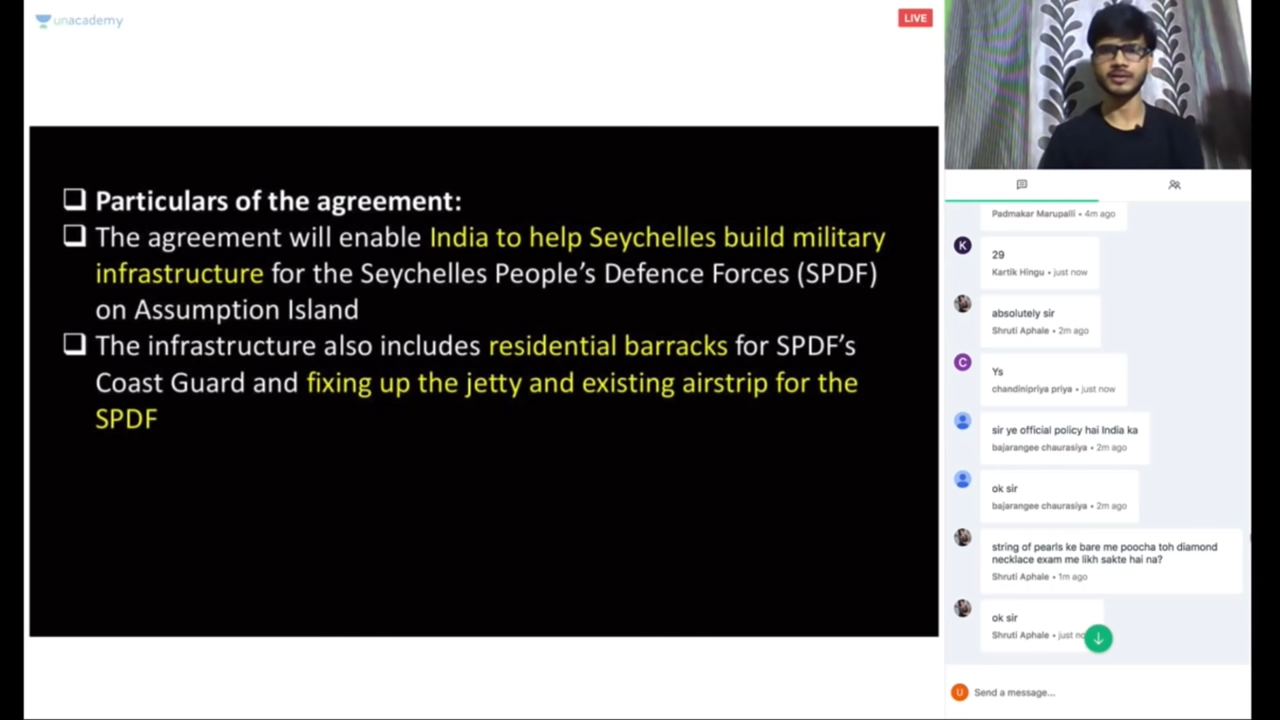 unacademy
LIVE
Particulars of the agreement:
The agreement will enable India to help Seychelles build military
infrastructure for the Seychelles People's Defence Forces (SPDF)
on Assumption Island
The infrastructure also includes residential barracks for SPDF's
Coast Guard and fixing up the jetty and existing airstrip for the
SPDF
Padmakar Marupalli • 4m ago
K
29
Kartik Hingu • just now
absolutely sir
Shruti Aphale • 2m ago
C
Ys
chandinipriya priya • just now
sir ye official policy hai India ka
bajarangee chaurasiya • 2m ago
ok sir
bajarangee chaurasiya • 2m ago
string of pearls ke bare me poocha toh diamond
necklace exam me likh sakte hai na?
Shruti Aphale • 1m ago
ok sir
Shruti Aphale • just no
U
Send a message...